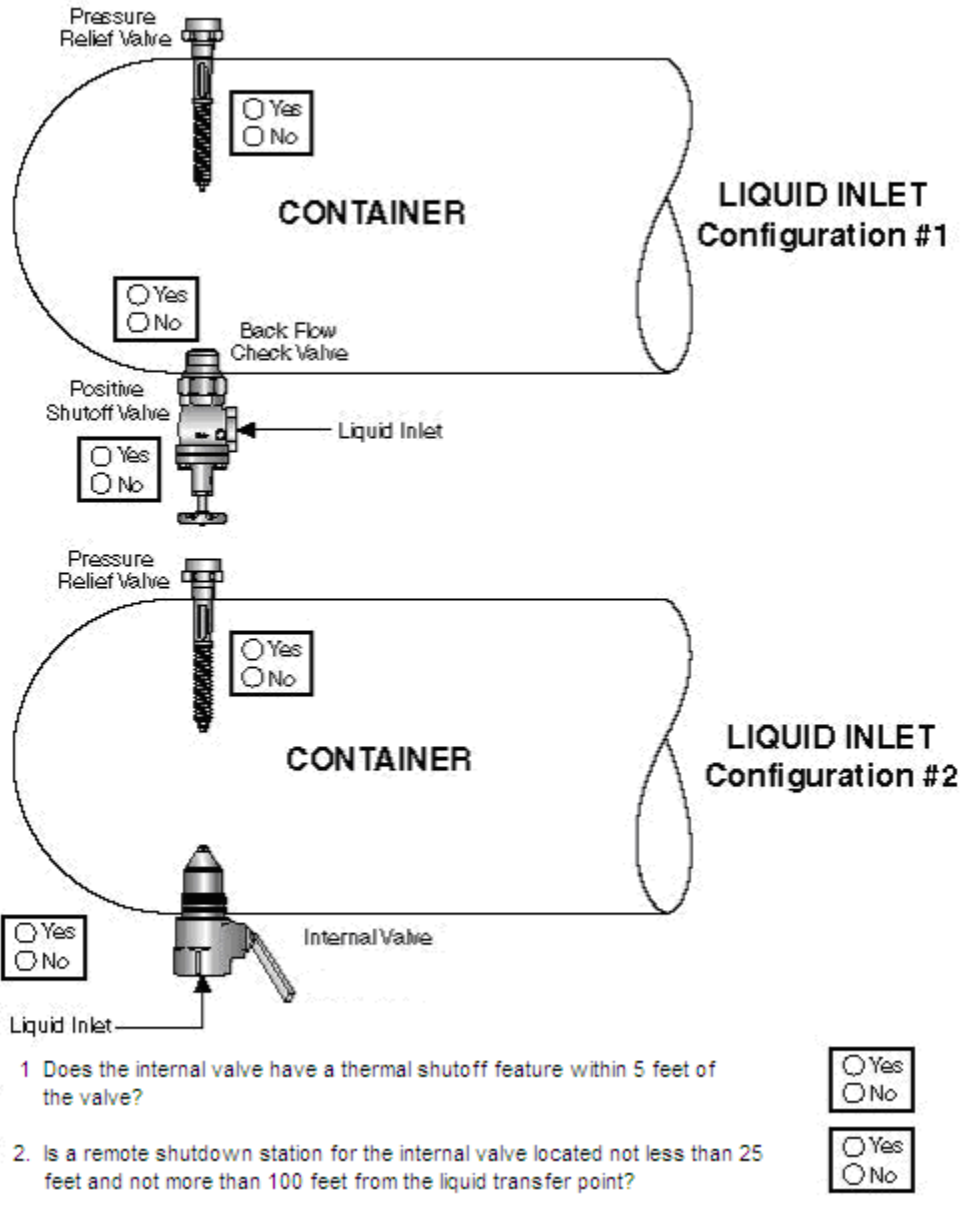 Pressure
Relief Valve
Yes
No
CONTAINER
LIQUID INLET
Configuration #1
Yes
No
Back Flow
Check Valve
Positive
Shutoff Valve
Liquid Inlet
Yes
No
Pressure
Relief Valve
Yes
No
CONTAINER
LIQUID INLET
Configuration #2
Yes
No
Internal Valve
Liquid Inlet
1 Does the internal valve have a thermal shutoff feature within 5 feet of
the valve?
Yes
No
2. Is a remote shutdown station for the internal valve located not less than 25
feet and not more than 100 feet from the liquid transfer point?
Yes
No